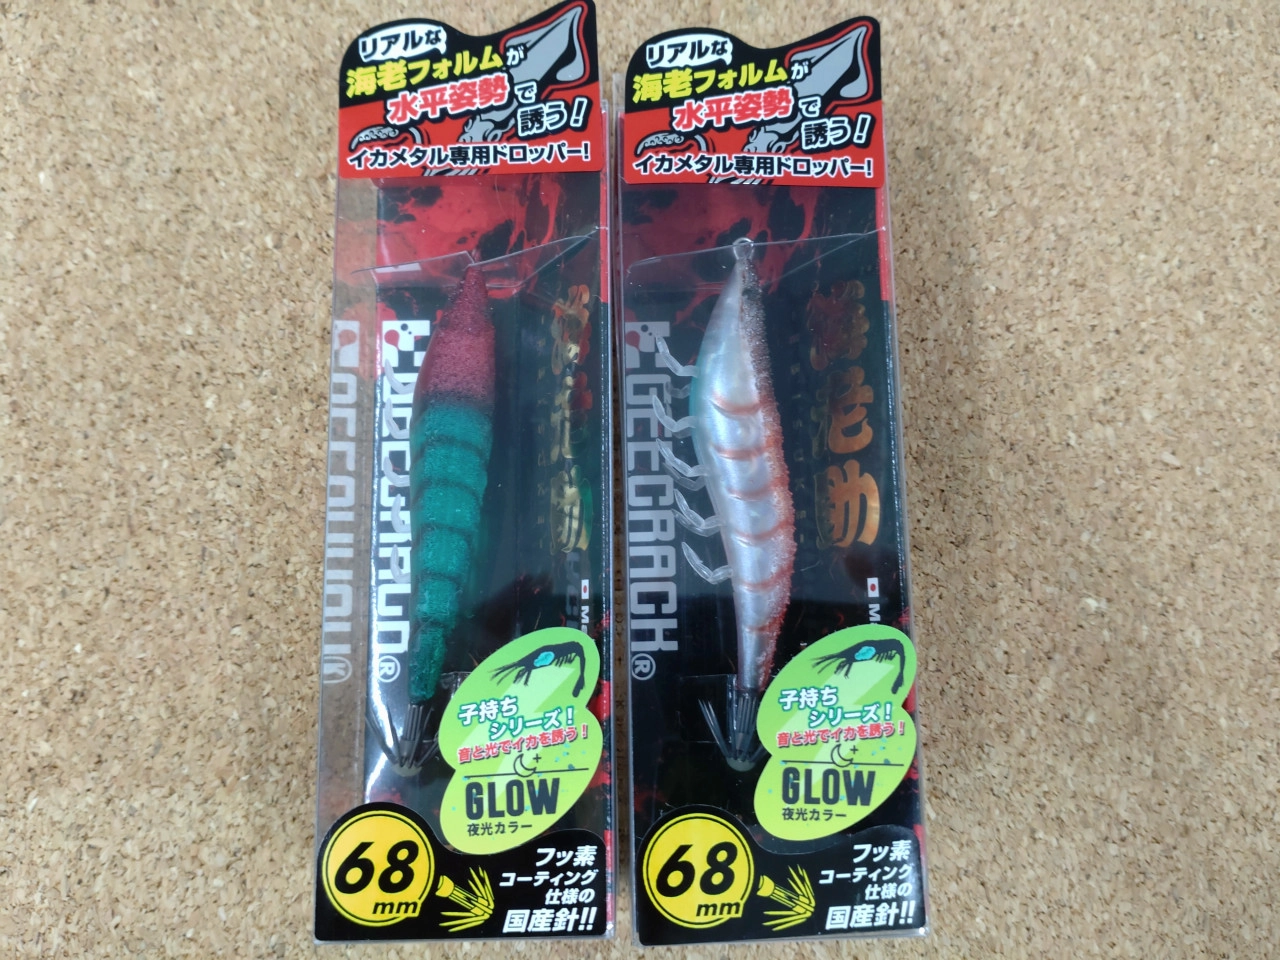 リアルな
海老フォルムが
水平姿勢で
誘う!
イカメタル専用ドロッパー!
子持ち
シリーズ!
音と光でイカを誘う!
GLOW
夜光カラー
68
mm
フッ素
コーティング
仕様の
国産針!!
リアルな
海老フォルムが
水平姿勢で
誘う!
イカメタル専用ドロッパー!
GEECRACK®
海老助
子持ち
シリーズ!
音と光でイカを誘う!
GLOW
夜光カラー
68
mm
フッ素
コーティング
仕様の
国産針!!